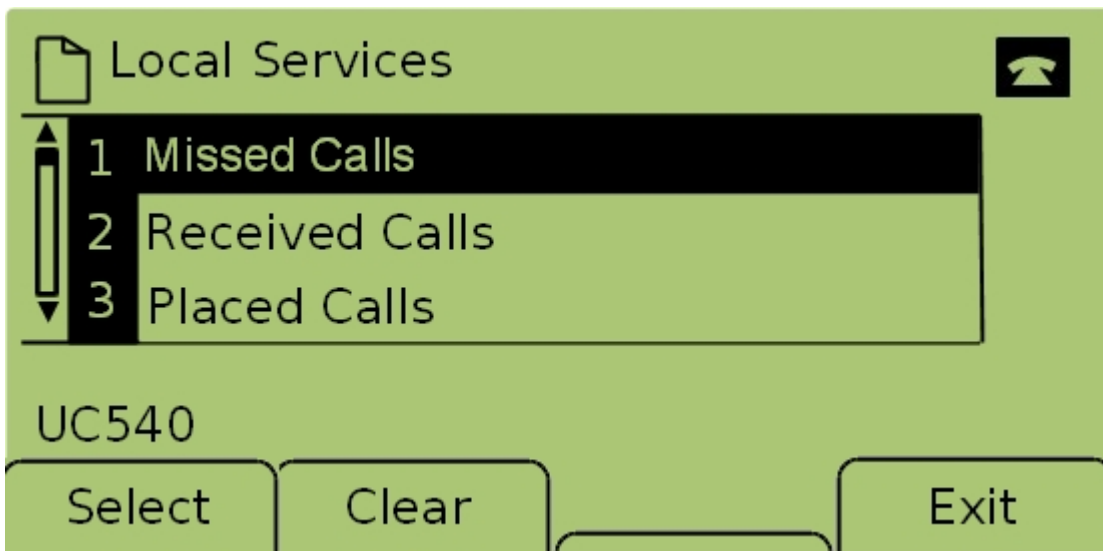 Local Services
1 Missed Calls
2 Received Calls
3 Placed Calls
UC540
Select Clear Exit